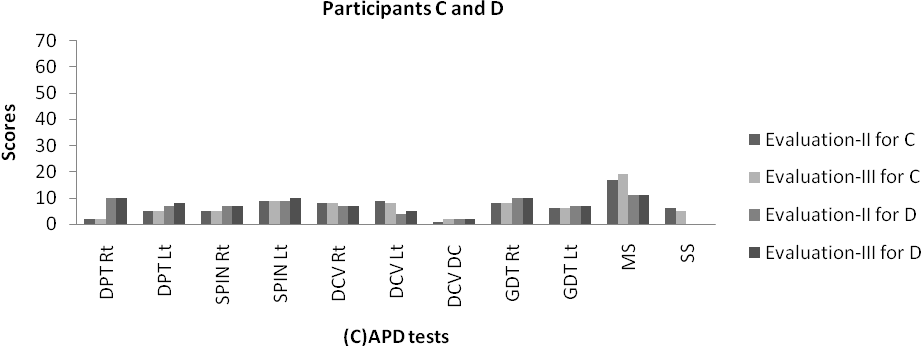 Participants C and D
70
60
50
40
30
20
10
0
Scores
DPT Rt
DPT Lt
SPIN Rt
SPIN Lt
DCV Rt
DCV Lt
DCV DC
GDT Rt
GDT Lt
MS
SS
(C)APD tests
Evaluation-II for C
Evaluation-III for C
Evaluation-II for D
Evaluation-III for D